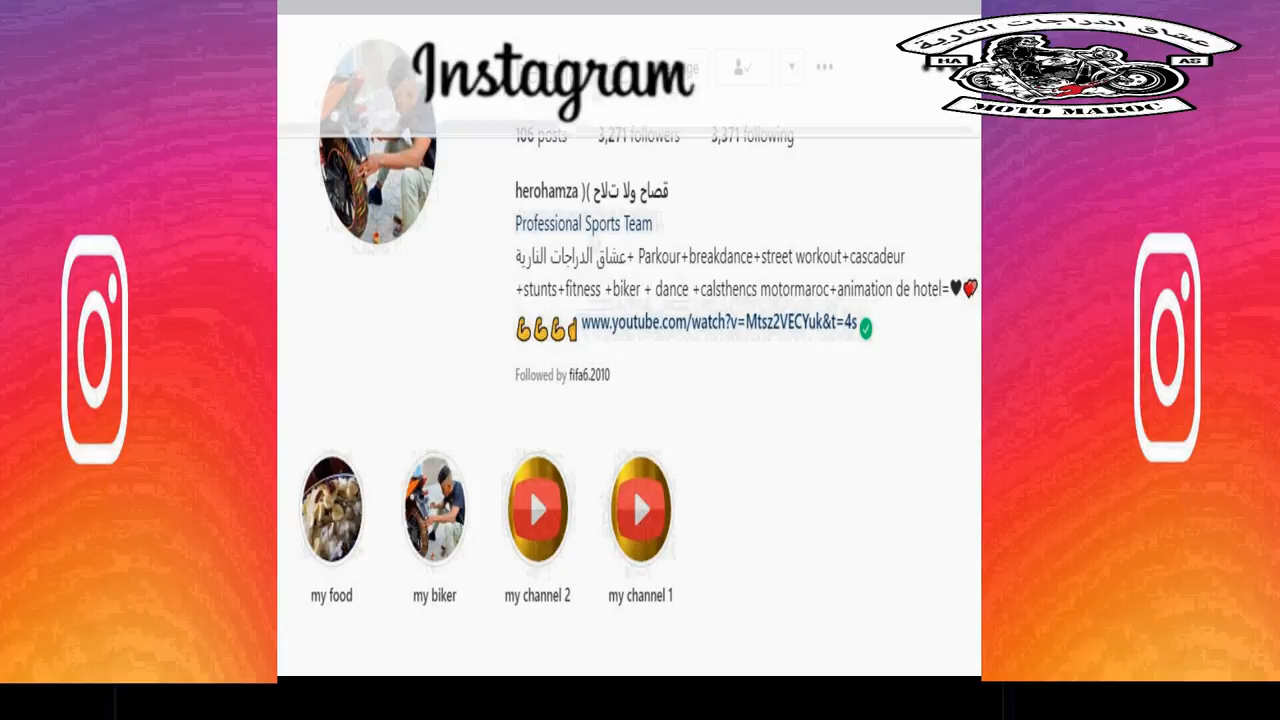 Instagram
عشاق الدراجات النارية
HA
AS
MOTO MAROC
106 posts 3,271 followers 3,371 following
herohamza )( قصاح ولا تلاح
Professional Sports Team
عشاق الدراجات النارية+ Parkour+breakdance+street workout+cascadeur
+stunts+fitness +biker + dance +calsthencs motormaroc+animation de hotel=🖤💘
💪💪💪 www.youtube.com/watch?v=Mtsz2VECYuk&t=4s ✅
Followed by fifa6.2010
my food
my biker
my channel 2
my channel 1